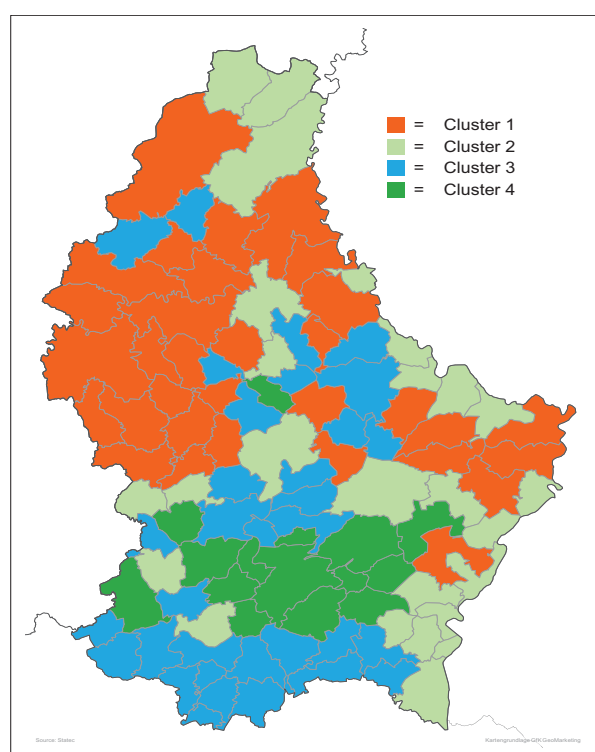 = Cluster 1
= Cluster 2
= Cluster 3
= Cluster 4
Source: Statec
Kartengrundlage GfK GeoMarketing